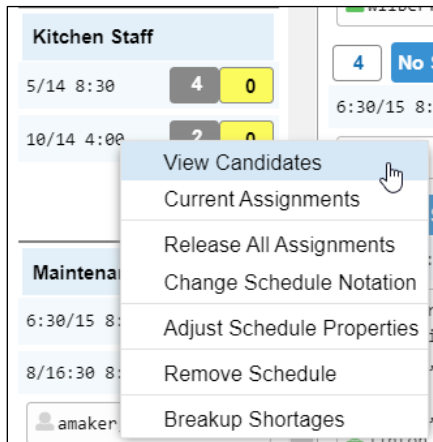 Kitchen Staff
5/14 8:30 4 0
10/14 4:00 2 0
View Candidates
Current Assignments
Release All Assignments
Change Schedule Notation
Adjust Schedule Properties
Remove Schedule
Breakup Shortages
6:30/15 8:
8/16:30 8:
amaker
4 No
6:30/15 8: